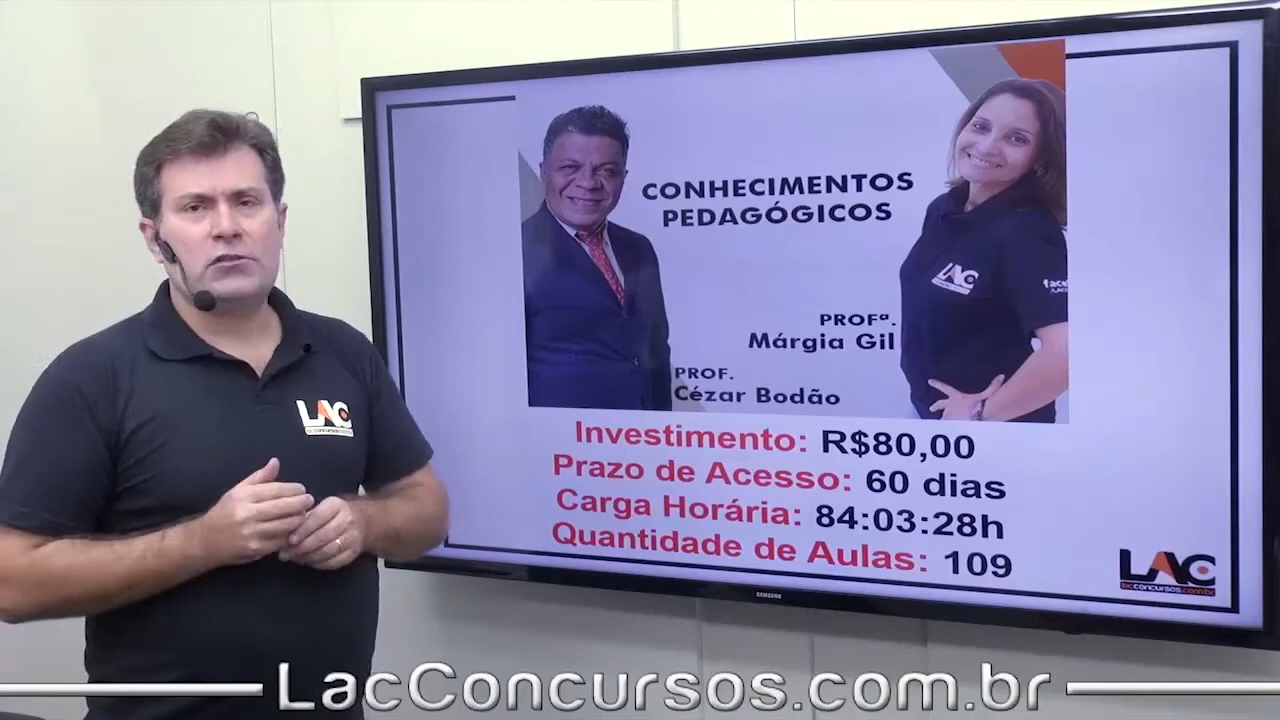 CONHECIMENTOS
PEDAGÓGICOS
PROFª.
Márgia Gil
PROF.
Cézar Bodão
Investimento: R$80,00
Prazo de Acesso: 60 dias
Carga Horária: 84:03:28h
Quantidade de Aulas: 109
LAC
lacconcursos.com.br
LAC
LAC
SAMSUNG
LacConcursos.com.br